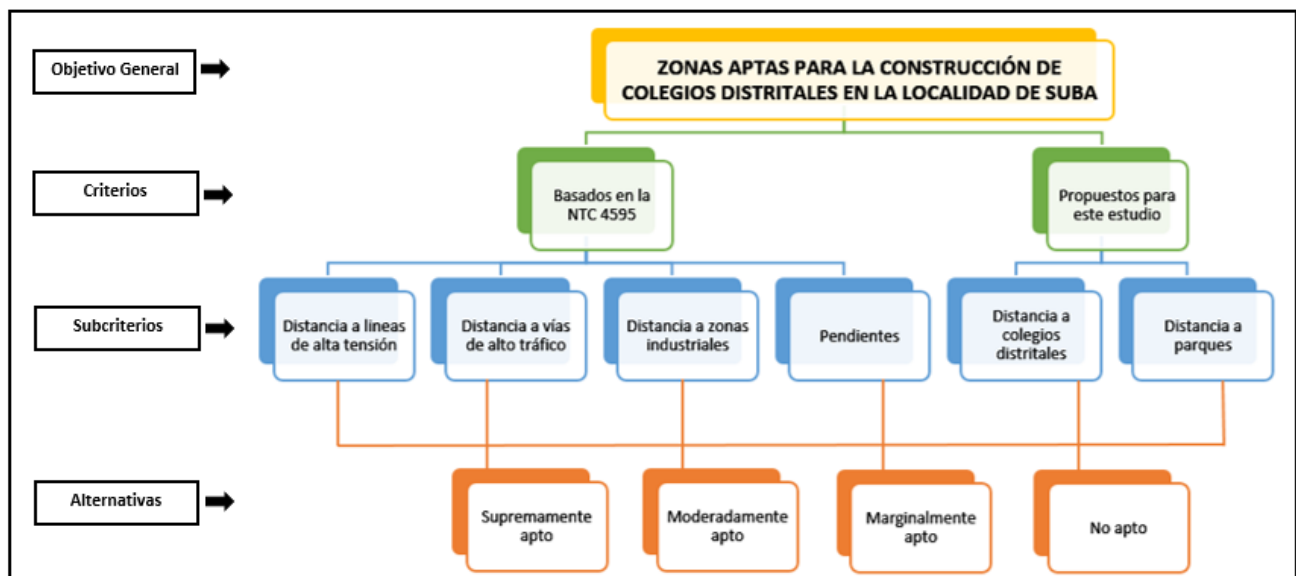 Objetivo General
ZONAS APTAS PARA LA CONSTRUCCIÓN DE
COLEGIOS DISTRITALES EN LA LOCALIDAD DE SUBA
Criterios
Basados en la
NTC 4595
Propuestos para
este estudio
Subcriterios
Distancia a lineas
de alta tensión
Distancia a vías
de alto tráfico
Distancia a zonas
industriales
Pendientes
Distancia a
colegios
distritales
Distancia a
parques
Alternativas
Supremamente
apto
Moderadamente
apto
Marginalmente
apto
No apto